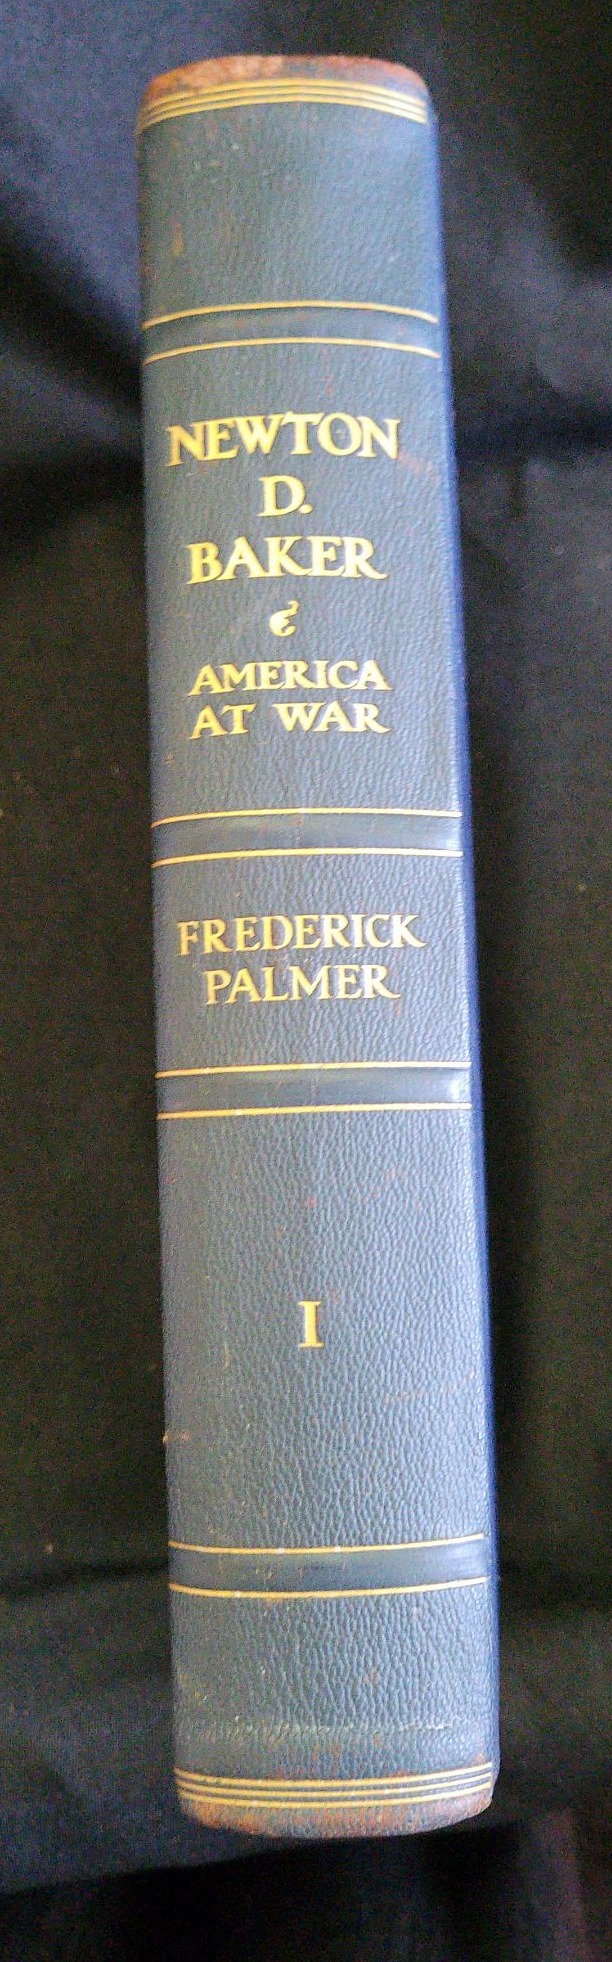 NEWTON
D.
BAKER
&
AMERICA
AT WAR
FREDERICK
PALMER
I